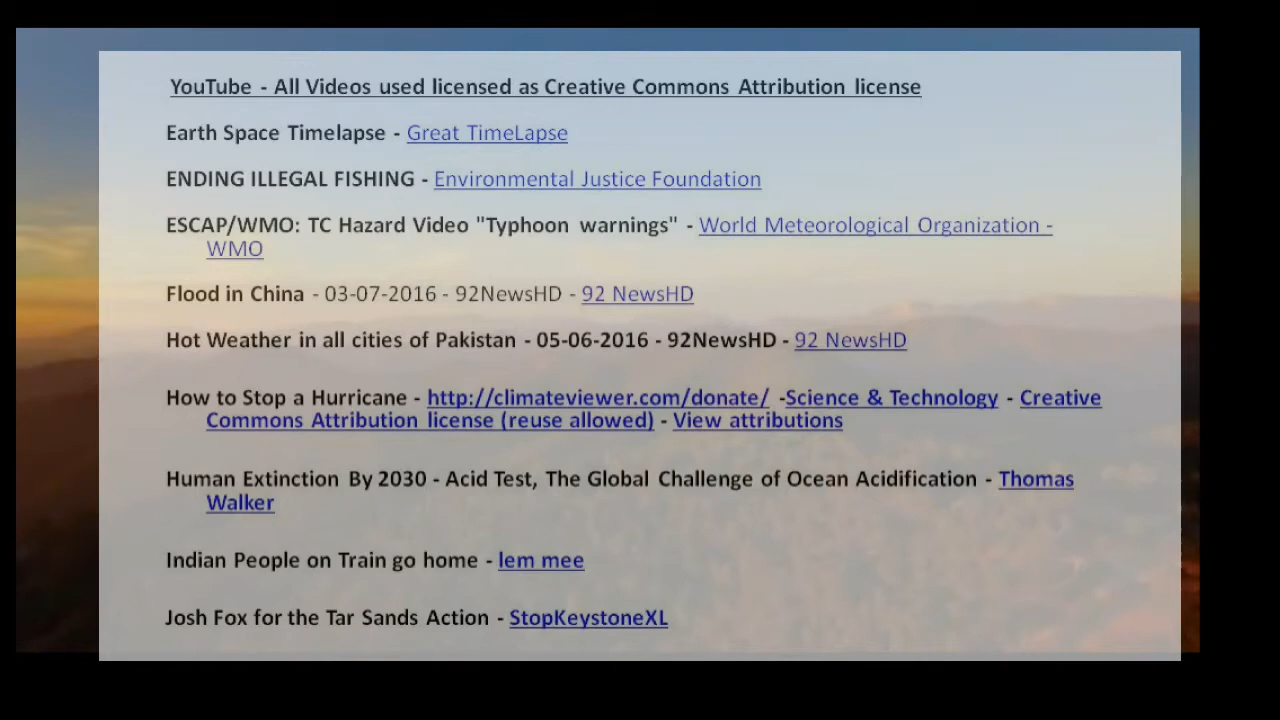 YouTube - All Videos used licensed as Creative Commons Attribution license
Earth Space Timelapse - Great TimeLapse
ENDING ILLEGAL FISHING - Environmental Justice Foundation
ESCAP/WMO: TC Hazard Video "Typhoon warnings" - World Meteorological Organization -
WMO
Flood in China - 03-07-2016 - 92NewsHD - 92 NewsHD
Hot Weather in all cities of Pakistan - 05-06-2016 - 92NewsHD - 92 NewsHD
How to Stop a Hurricane - http://climateviewer.com/donate/ -Science & Technology - Creative
Commons Attribution license (reuse allowed) - View attributions
Human Extinction By 2030 - Acid Test, The Global Challenge of Ocean Acidification - Thomas
Walker
Indian People on Train go home - lem mee
Josh Fox for the Tar Sands Action - StopKeystoneXL